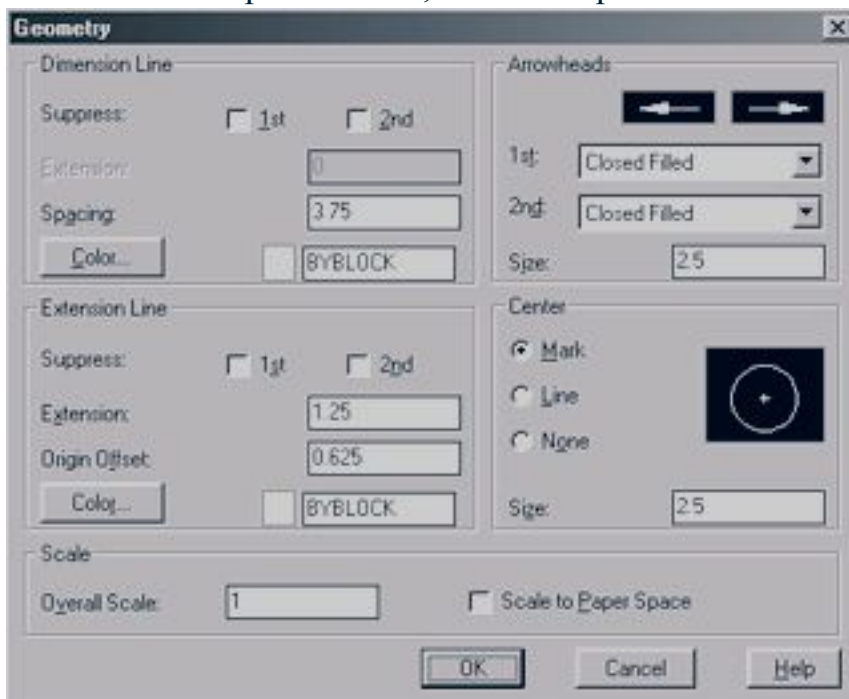 Geometry
Dimension Line
Suppress: 1st 2nd
Extension: 0
Spacing: 3.75
Color... BYBLOCK
Arrowheads
1st: Closed Filled
2nd: Closed Filled
Size: 2.5
Extension Line
Suppress: 1st 2nd
Extension: 1.25
Origin Offset: 0.625
Color... BYBLOCK
Center
Mark
Line
None
Size: 2.5
Scale
Overall Scale: 1 Scale to Paper Space
OK Cancel Help